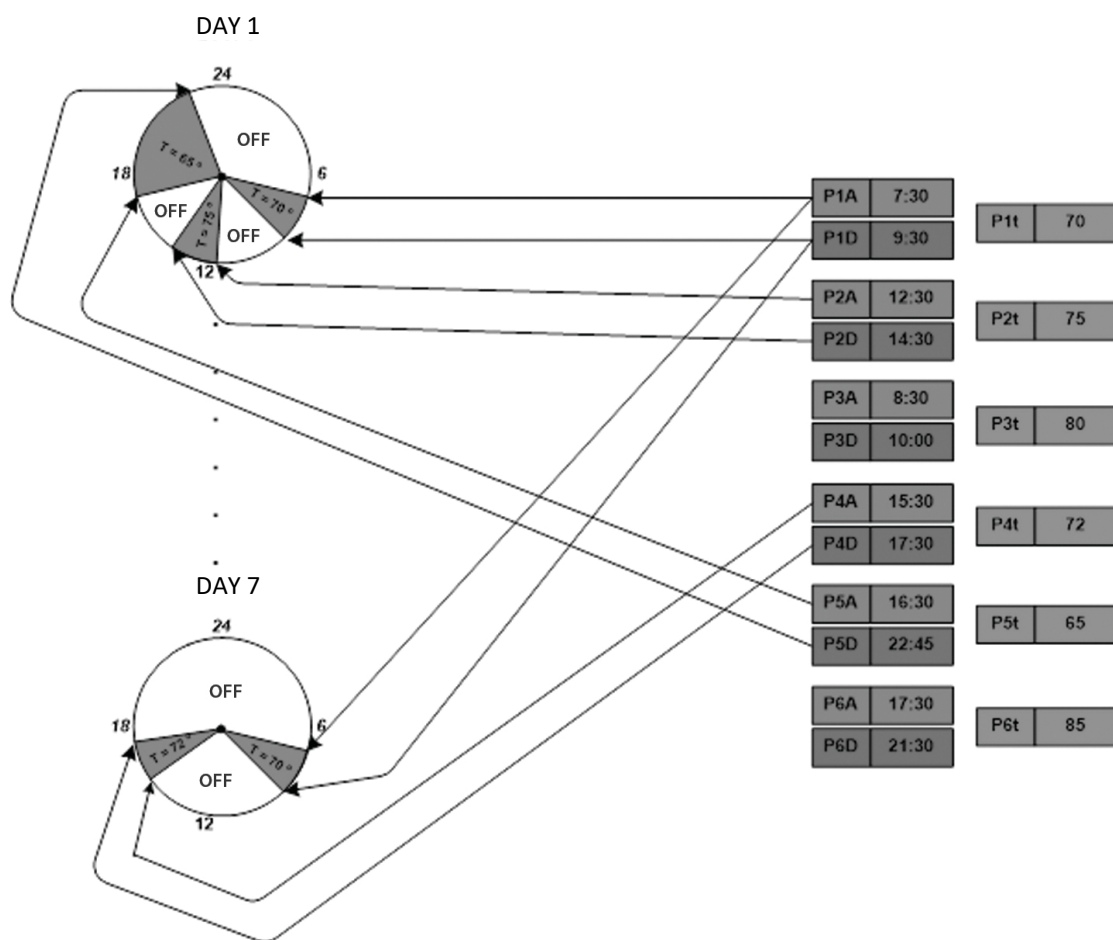 DAY 1
24
OFF
T = 65°
18
6
T = 70°
OFF
T = 75°
OFF
12
P1A 7:30
P1D 9:30
P1t 70
P2A 12:30
P2D 14:30
P2t 75
P3A 8:30
P3D 10:00
P3t 80
P4A 15:30
P4D 17:30
P4t 72
P5A 16:30
P5D 22:45
P5t 65
P6A 17:30
P6D 21:30
P6t 85
DAY 7
24
OFF
18
6
T = 72°
T = 70°
OFF
12